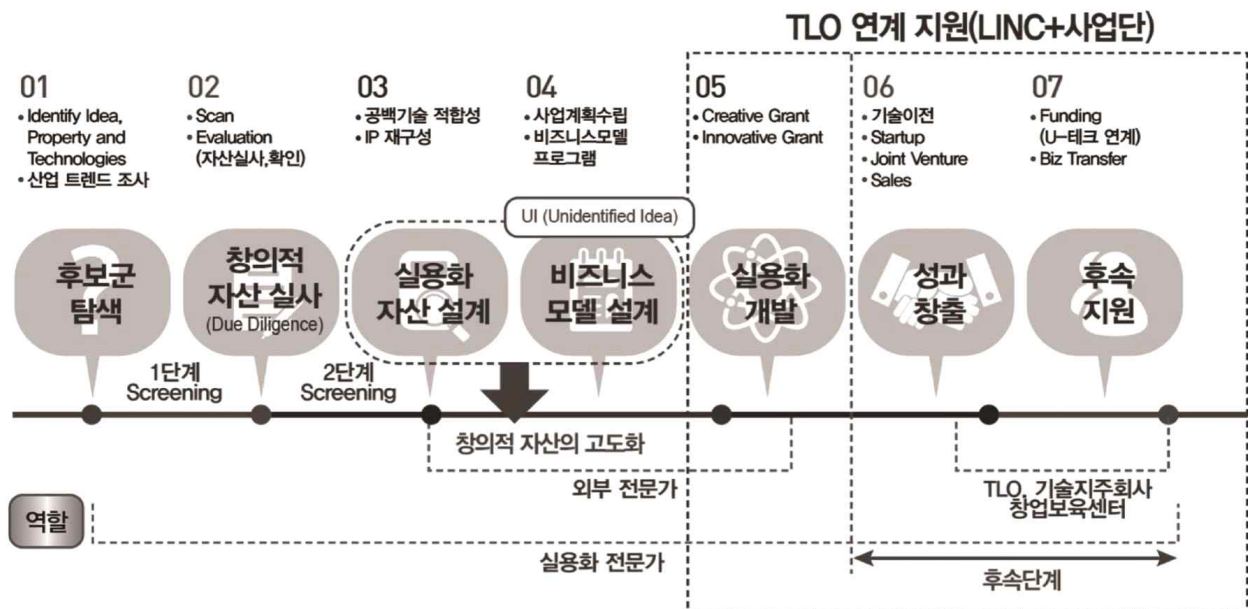 TLO 연계 지원(LINC+사업단)
01
• Identify Idea,
Property and
Technologies
• 산업 트렌드 조사
02
• Scan
• Evaluation
(자산실사,확인)
03
• 공백기술 적합성
• IP 재구성
04
• 사업계획수립
• 비즈니스모델
프로그램
05
• Creative Grant
• Innovative Grant
06
• 기술이전
• Startup
• Joint Venture
• Sales
07
• Funding
(U-테크 연계)
• Biz Transfer
UI (Unidentified Idea)
후보군
탐색
창의적
자산 실사
(Due Diligence)
실용화
자산 설계
비즈니스
모델 설계
실용화
개발
성과
창출
후속
지원
1단계
Screening
2단계
Screening
창의적 자산의 고도화
외부 전문가
TLO, 기술지주회사
창업보육센터
역할
실용화 전문가
후속단계